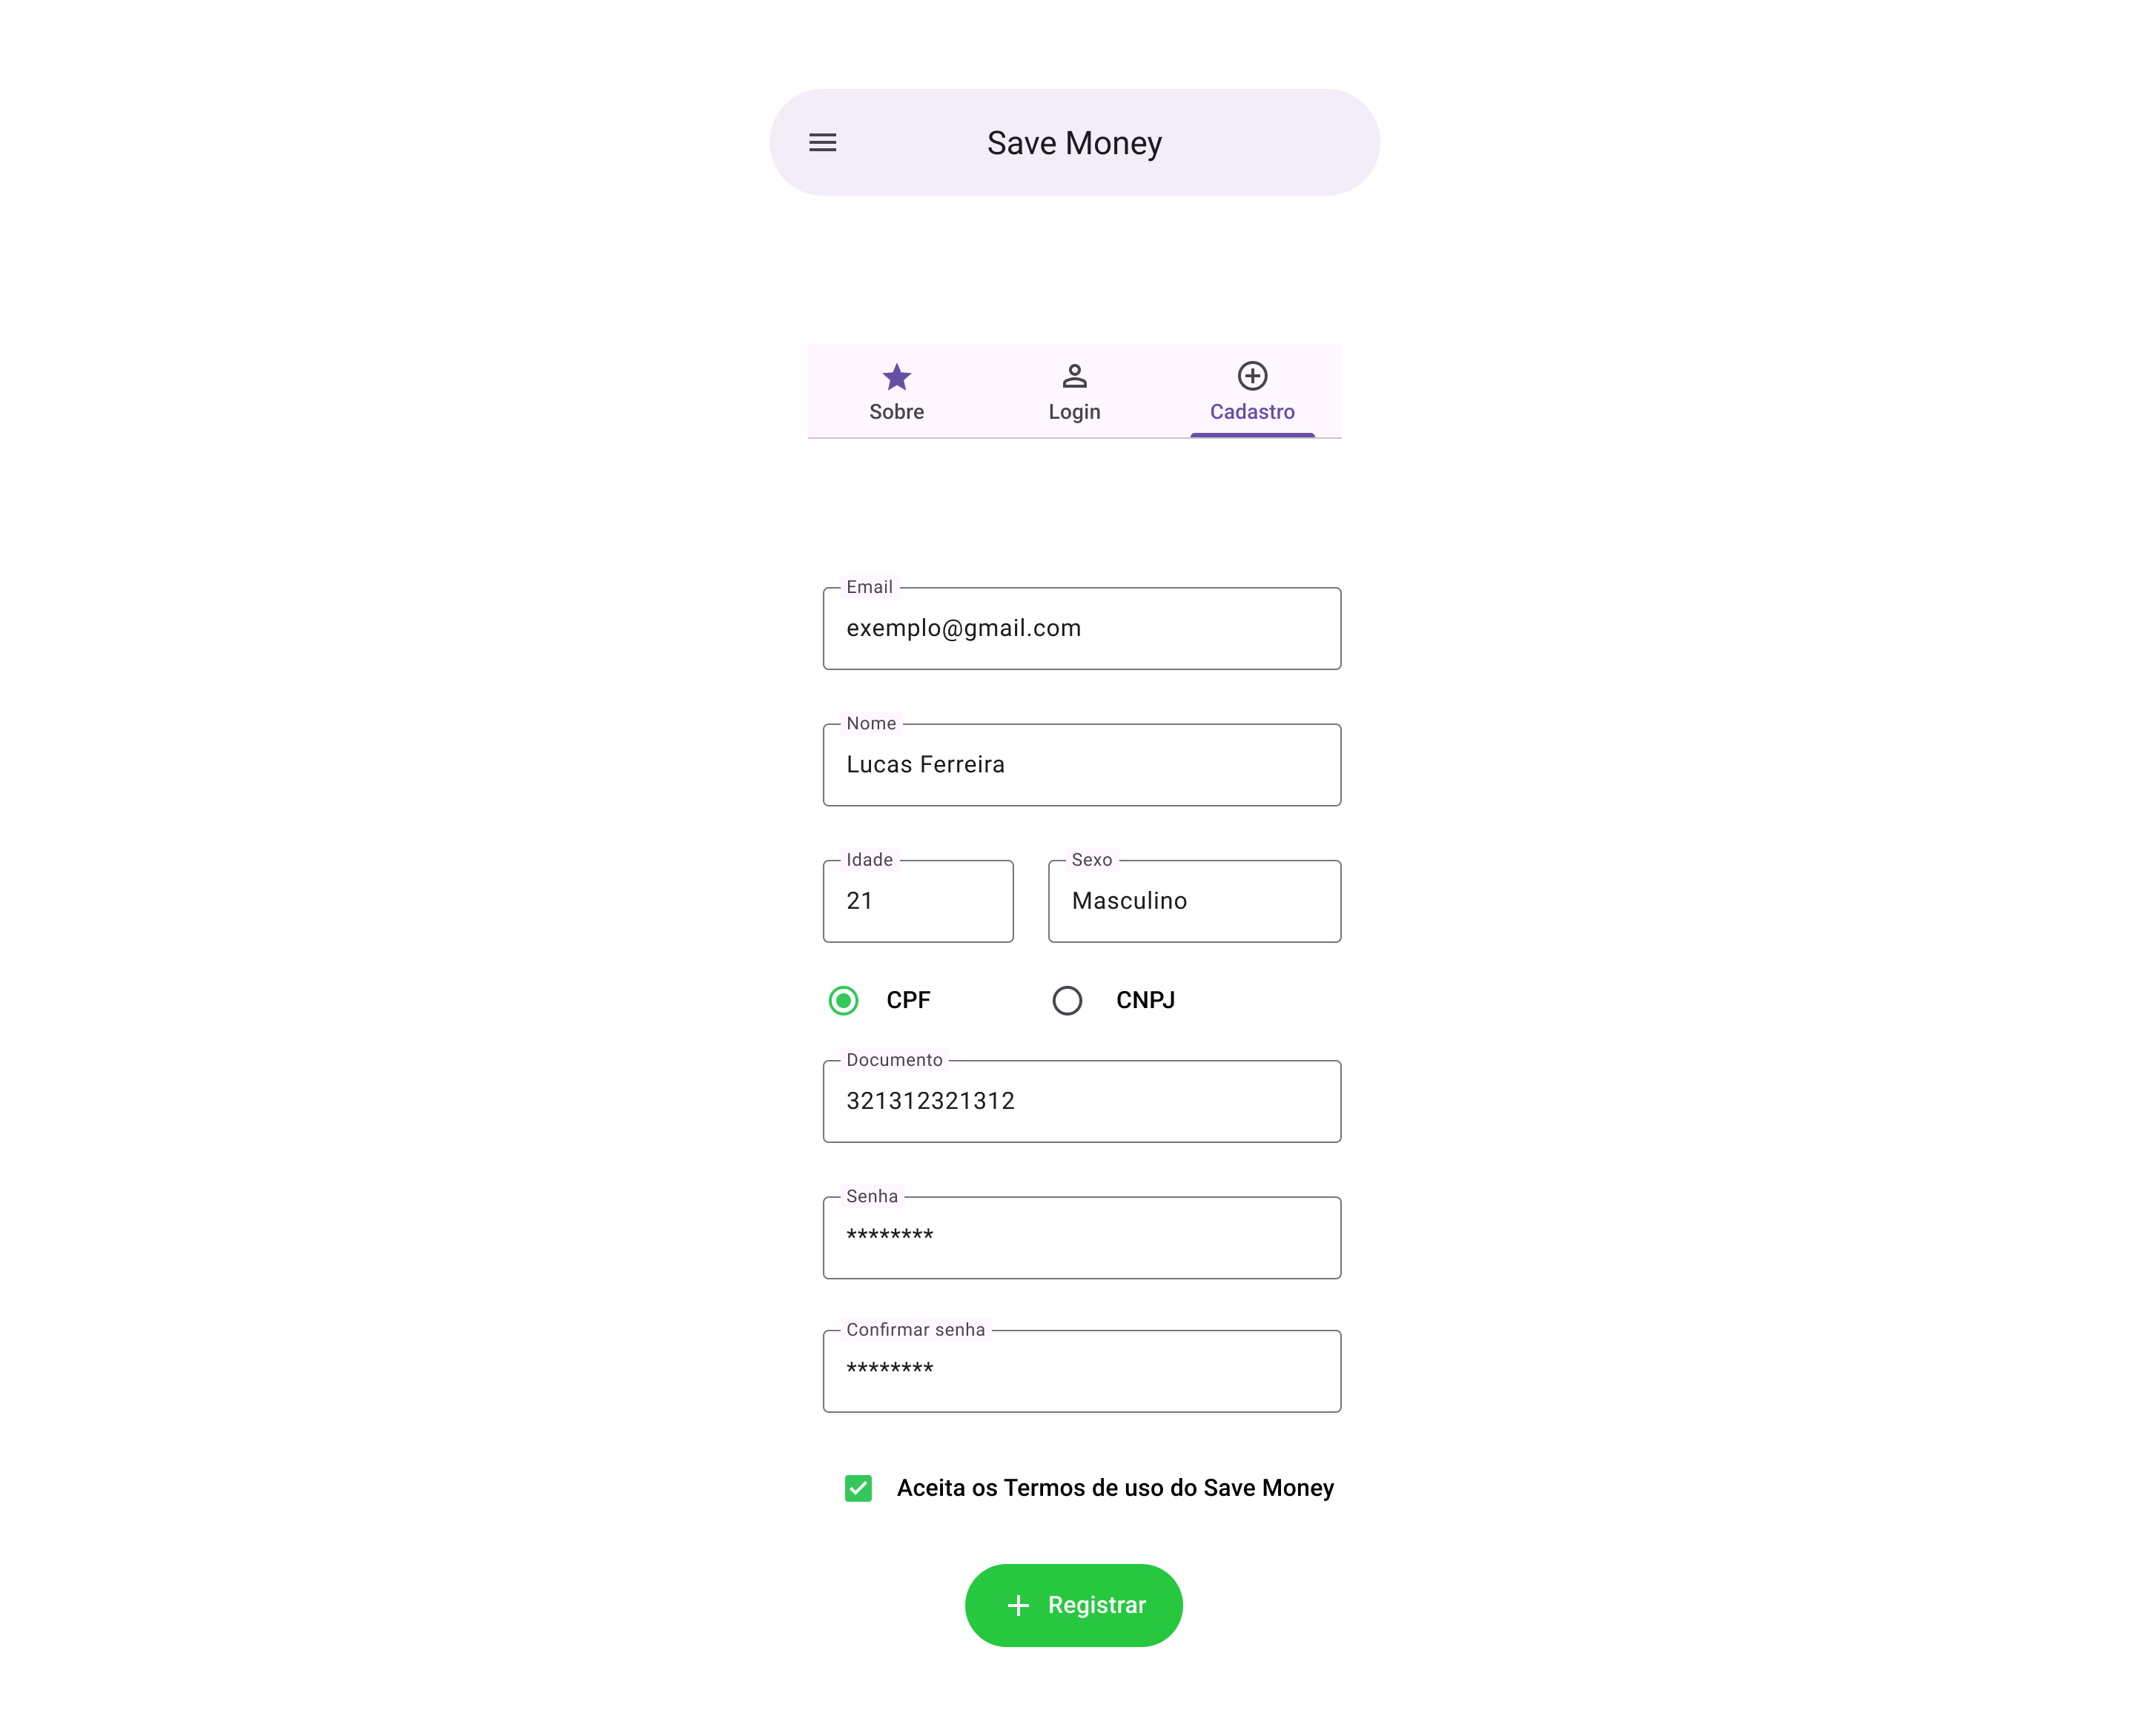 Save Money
Sobre
Login
Cadastro
Email
exemplo@gmail.com
Nome
Lucas Ferreira
Idade
Sexo
21
Masculino
CPF
CNPJ
Documento
321312321312
Senha
********
Confirmar senha
********
Aceita os Termos de uso do Save Money
Registrar